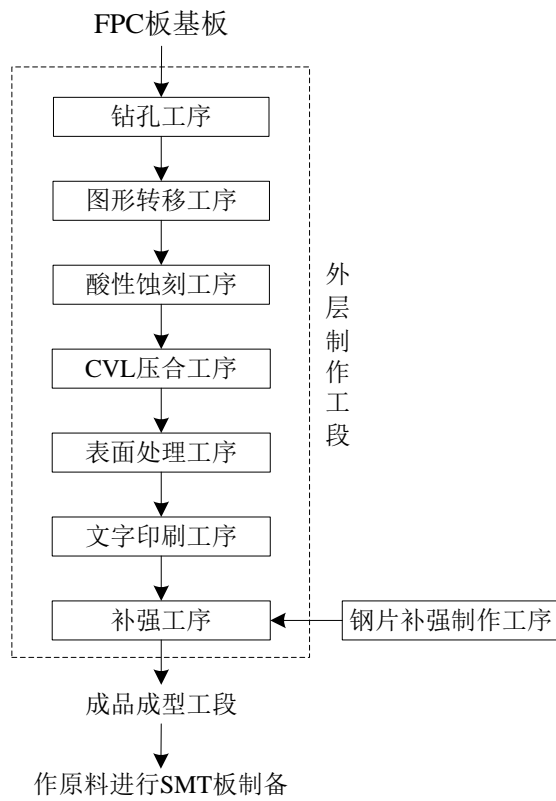 FPC板基板
钻孔工序
图形转移工序
酸性蚀刻工序
CVL压合工序
表面处理工序
文字印刷工序
补强工序
钢片补强制作工序
外层制作工段
成品成型工段
作原料进行SMT板制备